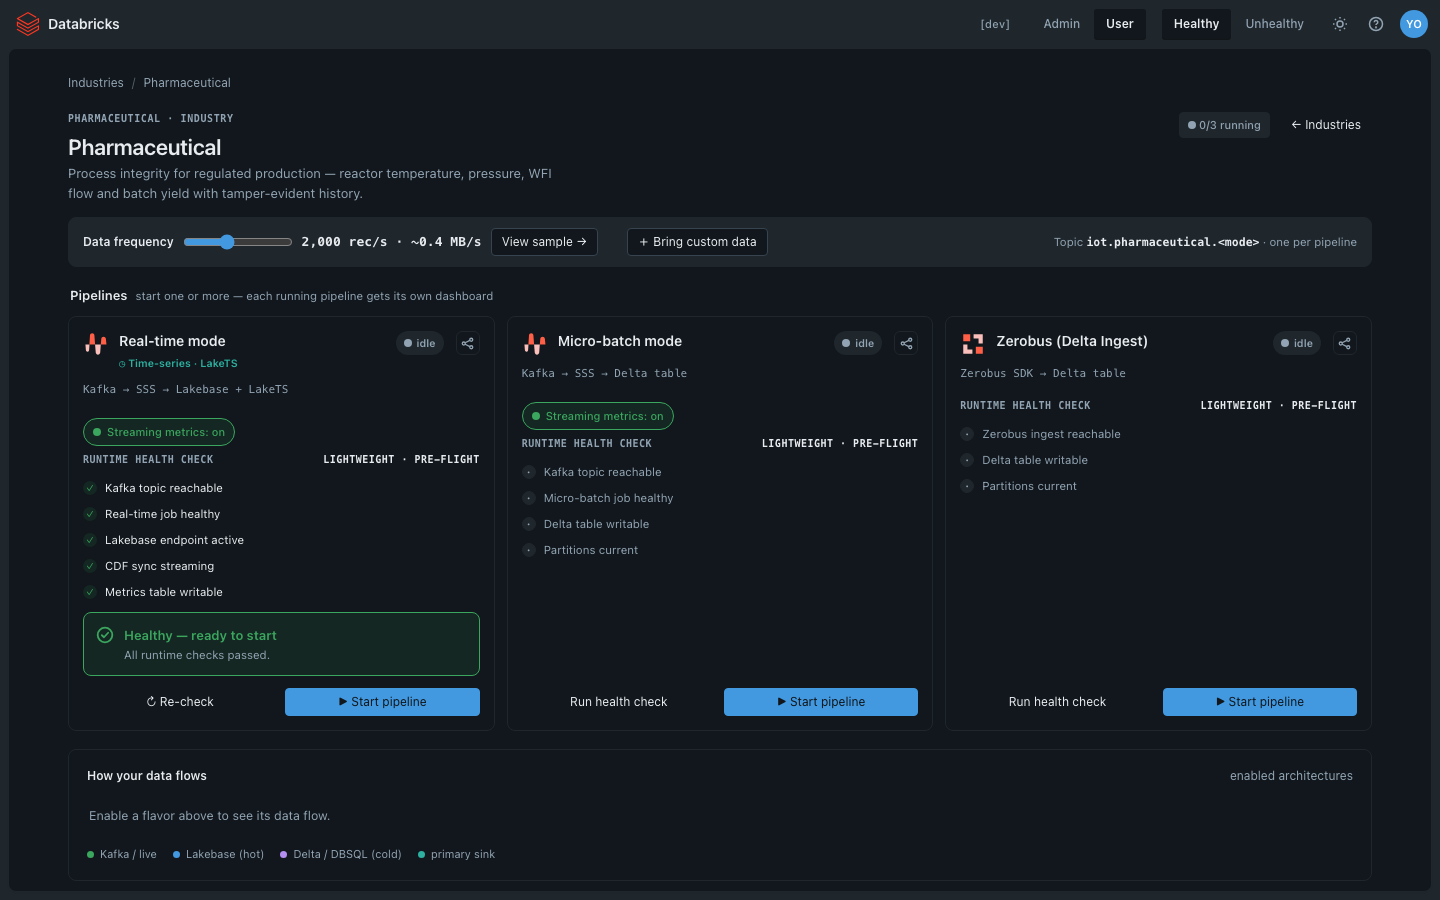 Databricks
[dev]
Admin
User
Healthy
Unhealthy
YO
Industries / Pharmaceutical
PHARMACEUTICAL · INDUSTRY
0/3 running
← Industries
Pharmaceutical
Process integrity for regulated production — reactor temperature, pressure, WFI
flow and batch yield with tamper-evident history.
Data frequency
2,000 rec/s · ~0.4 MB/s
View sample →
+ Bring custom data
Topic iot.pharmaceutical.<mode> · one per pipeline
Pipelines start one or more — each running pipeline gets its own dashboard
Real-time mode
idle
Time-series · LakeTS
Kafka → SSS → Lakebase + LakeTS
Streaming metrics: on
RUNTIME HEALTH CHECK
LIGHTWEIGHT · PRE-FLIGHT
Kafka topic reachable
Real-time job healthy
Lakebase endpoint active
CDF sync streaming
Metrics table writable
Healthy — ready to start
All runtime checks passed.
↻ Re-check
▶ Start pipeline
Micro-batch mode
idle
Kafka → SSS → Delta table
Streaming metrics: on
RUNTIME HEALTH CHECK
LIGHTWEIGHT · PRE-FLIGHT
Kafka topic reachable
Micro-batch job healthy
Delta table writable
Partitions current
Run health check
▶ Start pipeline
Zerobus (Delta Ingest)
idle
Zerobus SDK → Delta table
RUNTIME HEALTH CHECK
LIGHTWEIGHT · PRE-FLIGHT
Zerobus ingest reachable
Delta table writable
Partitions current
Run health check
▶ Start pipeline
How your data flows
enabled architectures
Enable a flavor above to see its data flow.
Kafka / live
Lakebase (hot)
Delta / DBSQL (cold)
primary sink